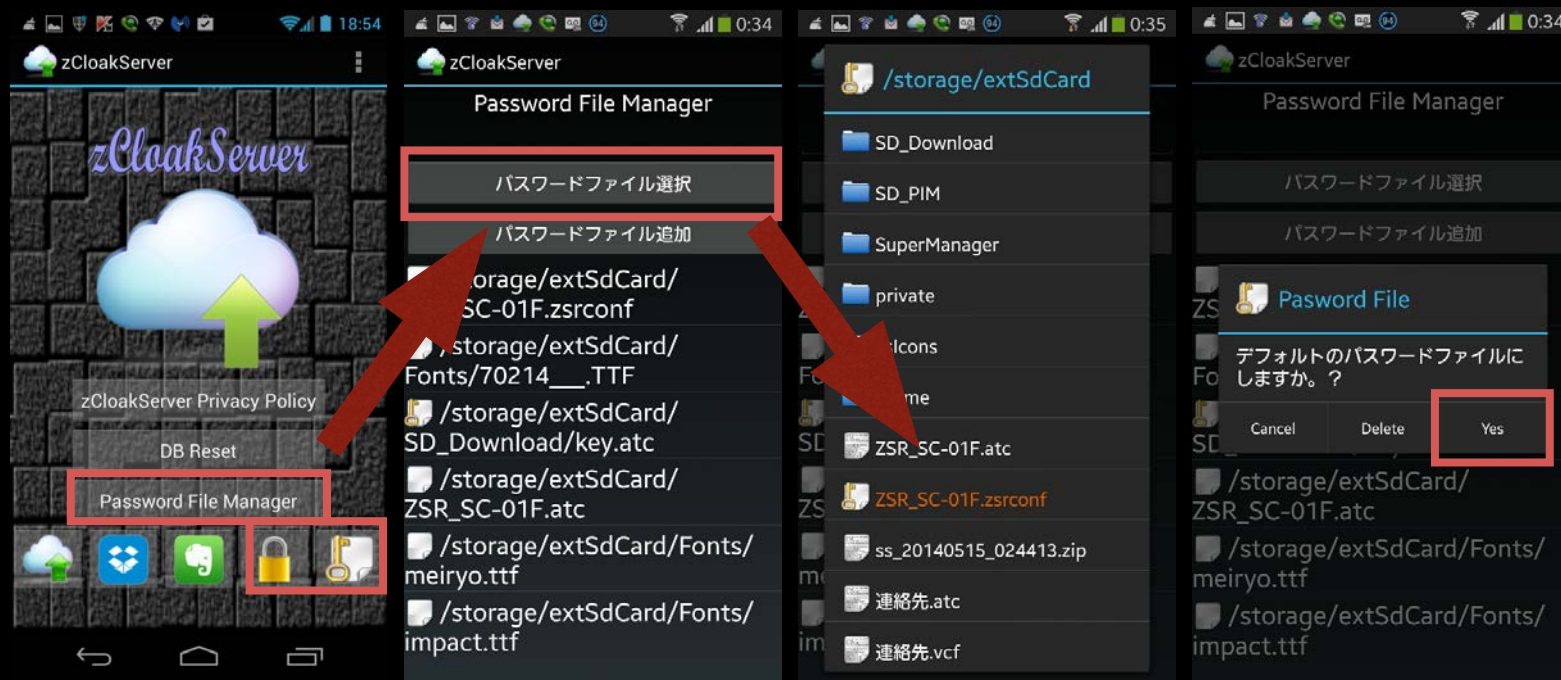 18:54
zCloakServer
zCloakServer
zCloakServer Privacy Policy
DB Reset
Password File Manager
94
0:34
zCloakServer
Password File Manager
パスワードファイル選択
パスワードファイル追加
orage/extSdCard/
SC-01F.zsrconf
/storage/extSdCard/
Fonts/70214___.TTF
/storage/extSdCard/
SD_Download/key.atc
/storage/extSdCard/
ZSR_SC-01F.atc
/storage/extSdCard/Fonts/
meiryo.ttf
/storage/extSdCard/Fonts/
impact.ttf
94
0:35
/storage/extSdCard
SD_Download
SD_PIM
SuperManager
private
Icons
me
ZSR_SC-01F.atc
ZSR_SC-01F.zsrconf
ss_20140515_024413.zip
連絡先.atc
連絡先.vcf
94
0:34
zCloakServer
Password File Manager
パスワードファイル選択
パスワードファイル追加
Pasword File
デフォルトのパスワードファイルに
しますか。?
Cancel Delete Yes
/storage/extSdCard/
ZSR_SC-01F.atc
/storage/extSdCard/Fonts/
meiryo.ttf
/storage/extSdCard/Fonts/
impact.ttf